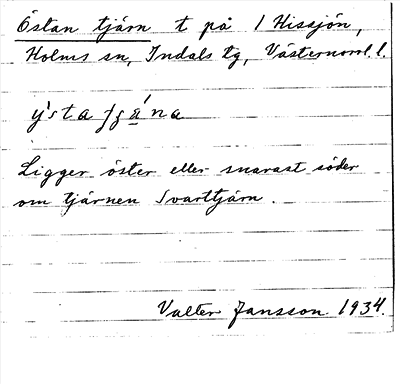 Östan tjärn t på 1 Hissjön,
Holms sn, Indals tg, Västernorrl. l.
Ligger öster eller snarast söder
om tjärnen Svarttjärn.
Valter Jansson 1934.